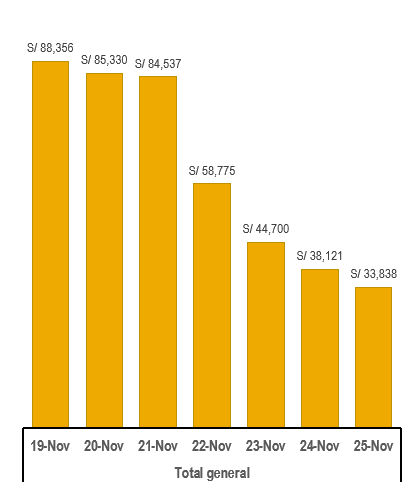 S/ 88,356
S/ 85,330
S/ 84,537
S/ 58,775
S/ 44,700
S/ 38,121
S/ 33,838
19-Nov 20-Nov 21-Nov 22-Nov 23-Nov 24-Nov 25-Nov
Total general